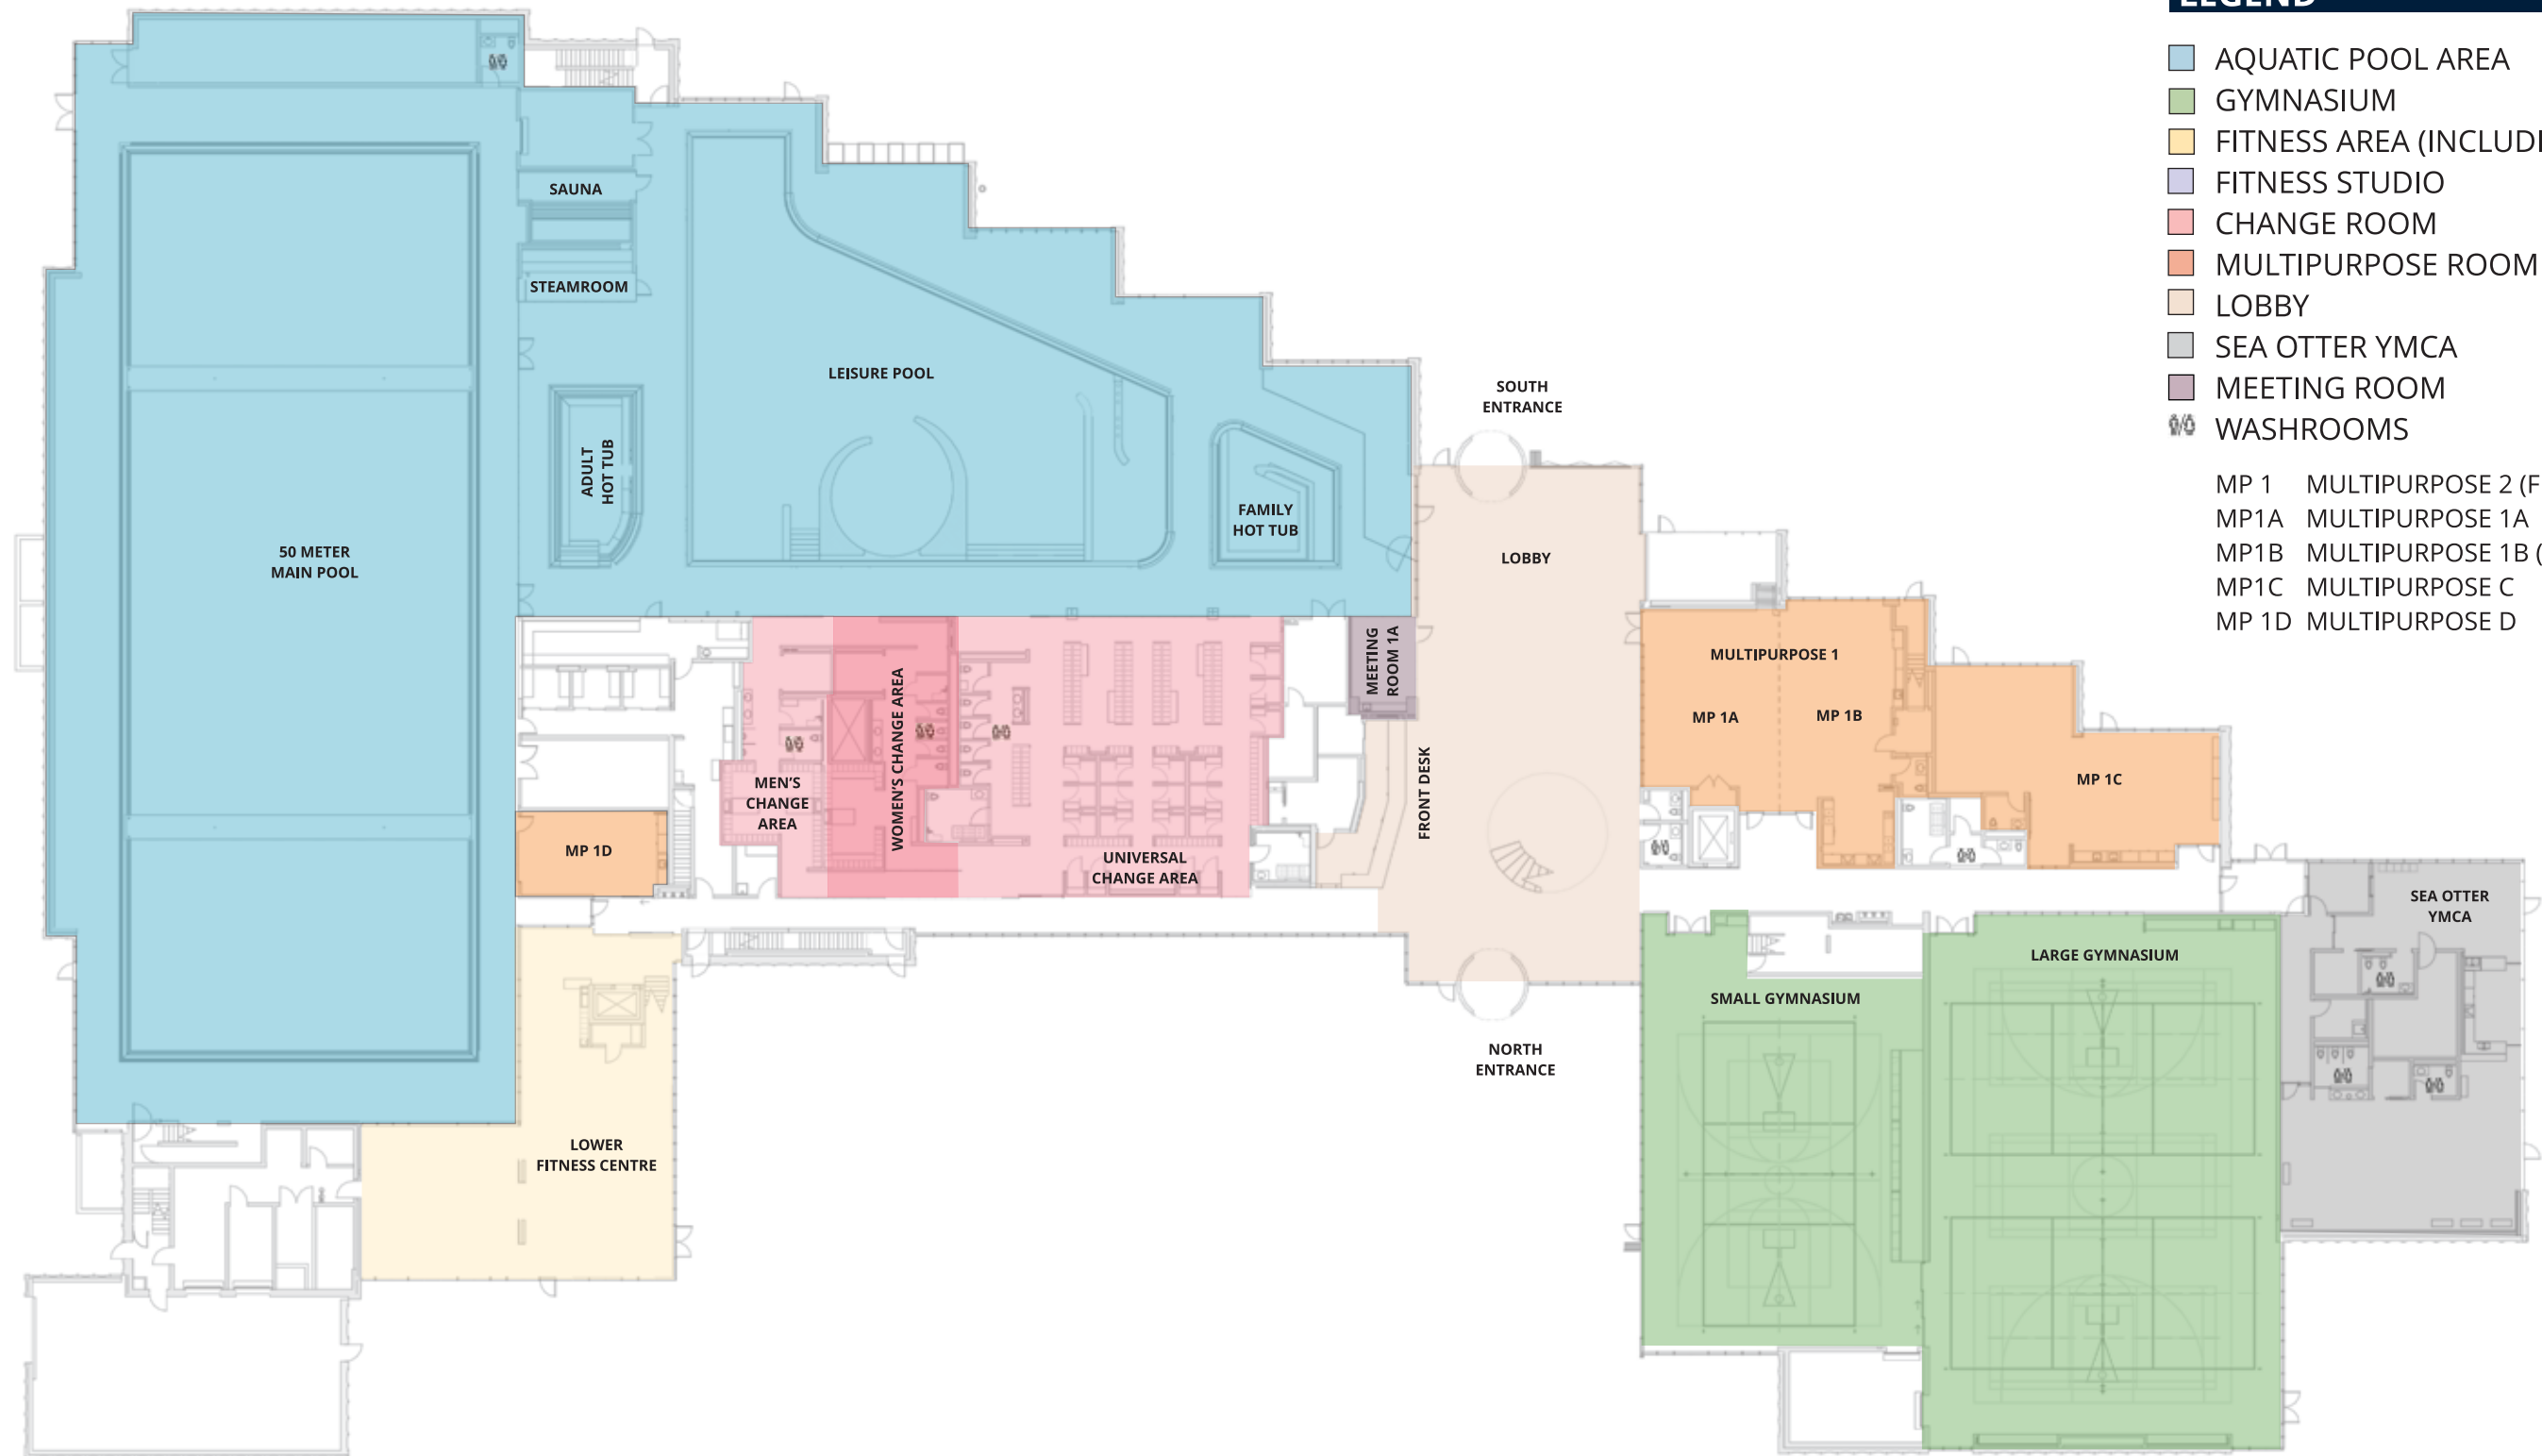 LEGEND
AQUATIC POOL AREA
GYMNASIUM
FITNESS AREA (INCLUDI
FITNESS STUDIO
CHANGE ROOM
MULTIPURPOSE ROOM
LOBBY
SEA OTTER YMCA
MEETING ROOM
WASHROOMS
MP 1 MULTIPURPOSE 2 (F
MP1A MULTIPURPOSE 1A
MP1B MULTIPURPOSE 1B (
MP1C MULTIPURPOSE C
MP 1D MULTIPURPOSE D
SAUNA
STEAMROOM
LEISURE POOL
ADULT
HOT TUB
FAMILY
HOT TUB
50 METER
MAIN POOL
SOUTH
ENTRANCE
LOBBY
MEETING
ROOM 1A
MULTIPURPOSE 1
MP 1A
MP 1B
MP 1C
MP 1D
MEN'S
CHANGE
AREA
WOMEN'S CHANGE AREA
UNIVERSAL
CHANGE AREA
FRONT DESK
SEA OTTER
YMCA
LARGE GYMNASIUM
SMALL GYMNASIUM
NORTH
ENTRANCE
LOWER
FITNESS CENTRE